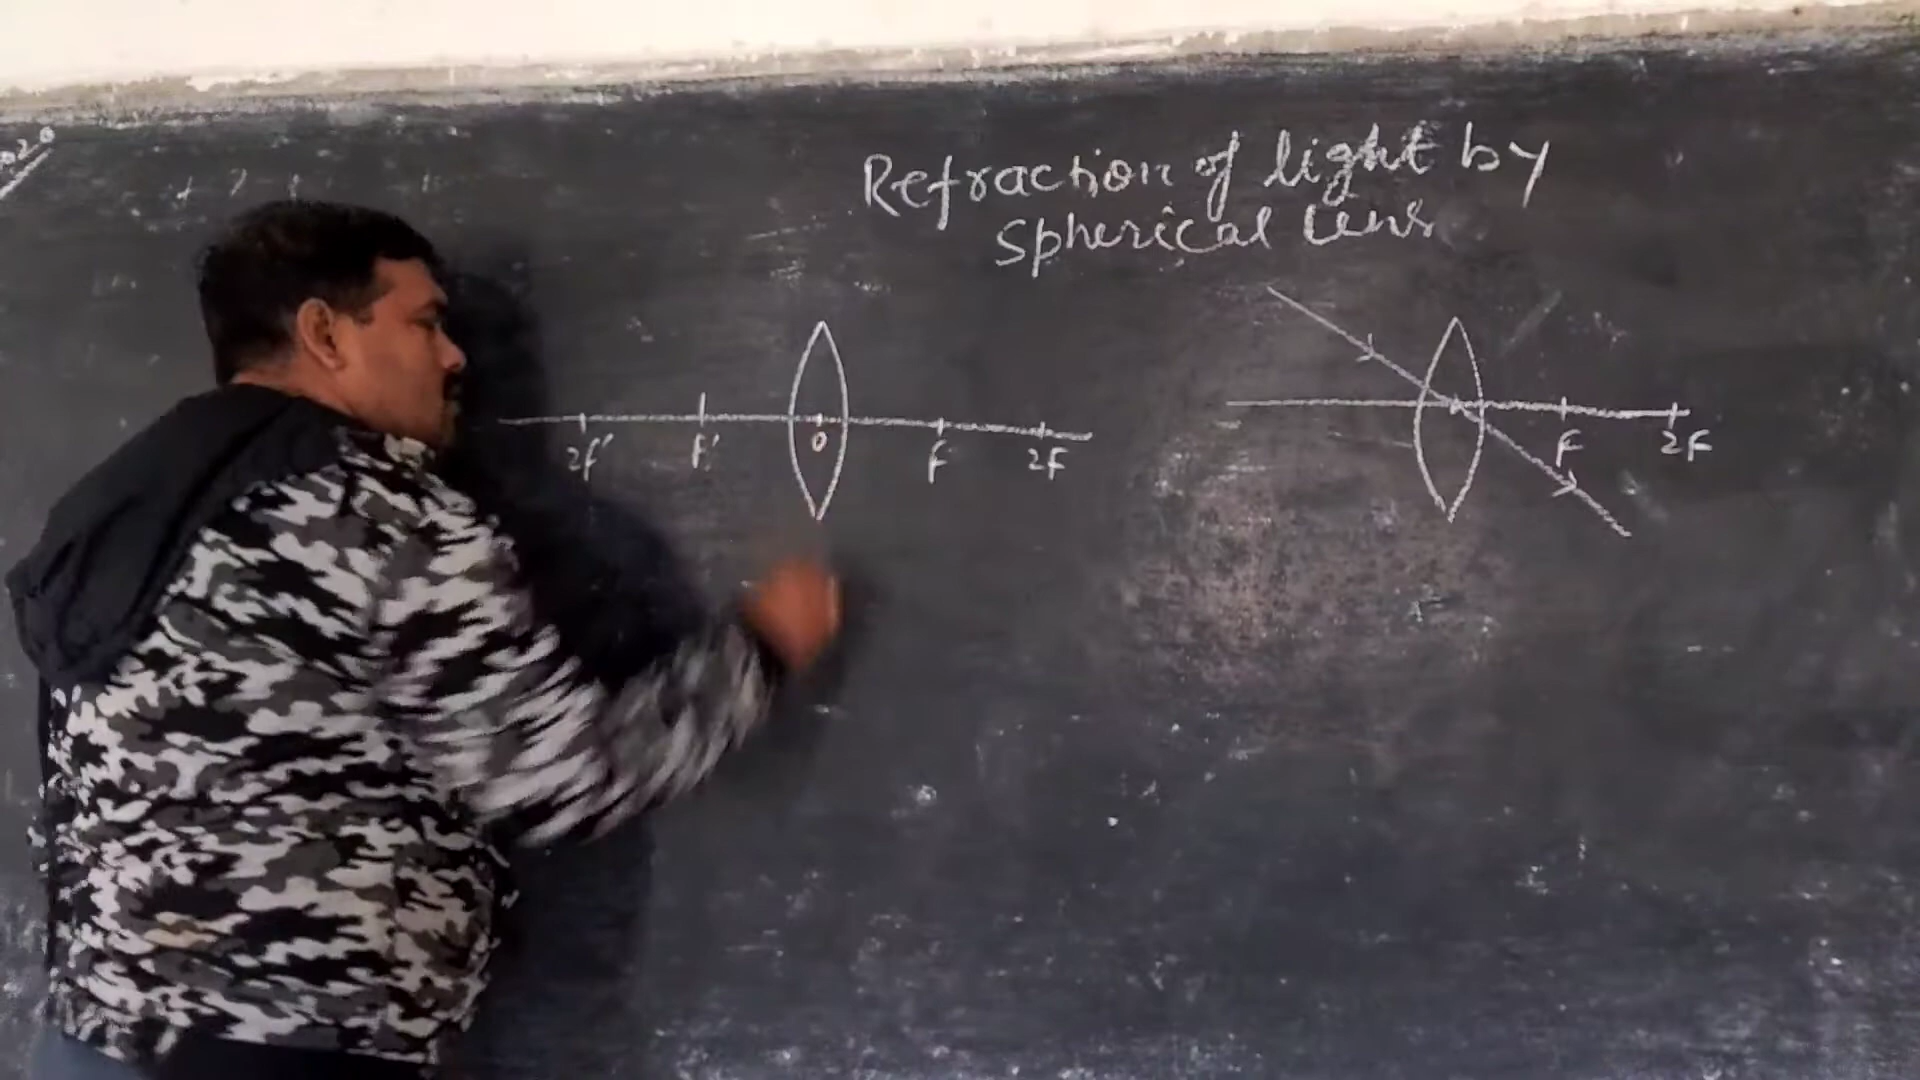 Refraction of light by
Spherical Lens
2F' F' O F 2F
F 2F